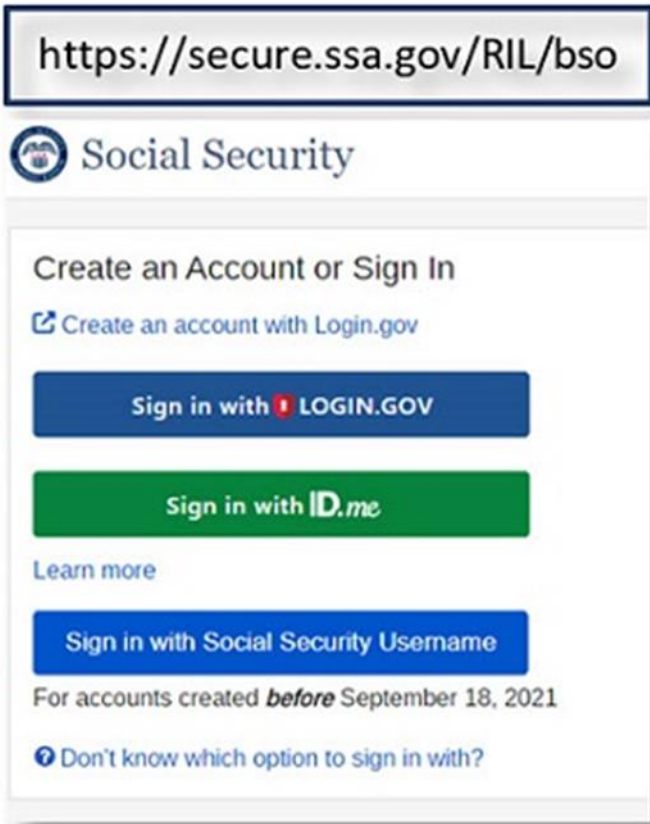 https://secure.ssa.gov/RIL/bso
Social Security
Create an Account or Sign In
Create an account with Login.gov
Sign in with LOGIN.GOV
Sign in with ID.me
Learn more
Sign in with Social Security Username
For accounts created before September 18, 2021
Don't know which option to sign in with?